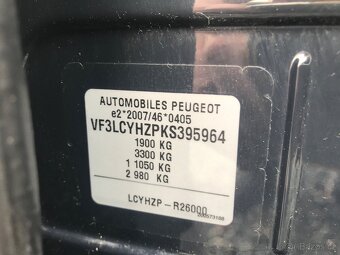 AUTOMOBILES PEUGEOT
e2*2007/46*0405
VF3LCYHZPKS395964
1900 KG
3300 KG
1 1050 KG
2 980 KG
LCYHZP-R26000